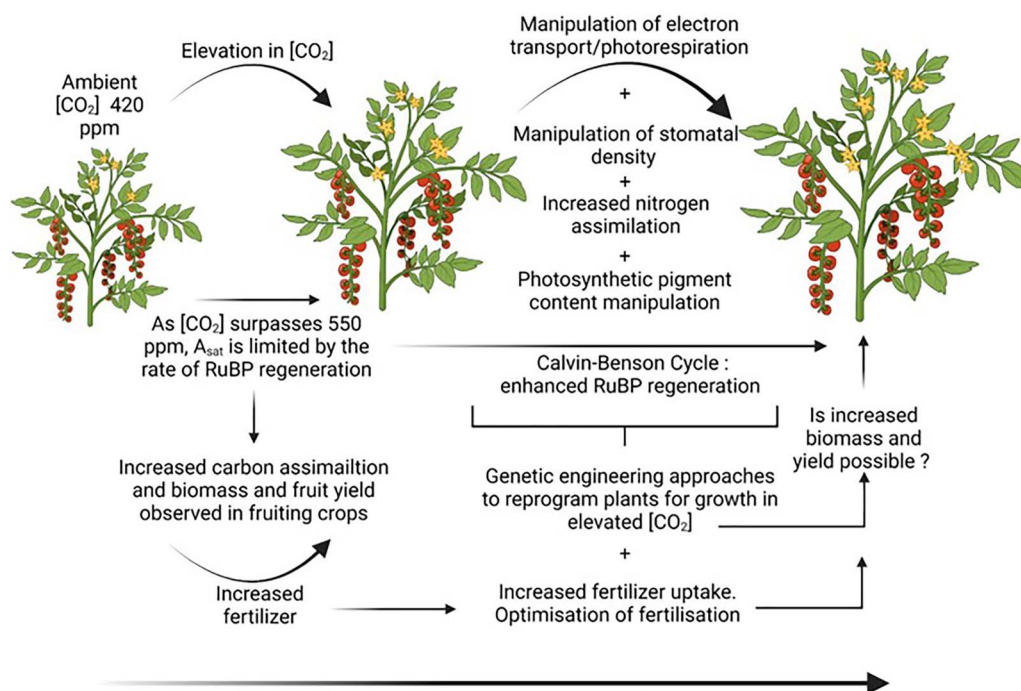 Elevation in [CO₂]
Ambient
[CO₂] 420
ppm
Manipulation of electron
transport/photorespiration
+
Manipulation of stomatal
density
+
Increased nitrogen
assimilation
+
Photosynthetic pigment
content manipulation
As [CO₂] surpasses 550
ppm, Aₛₐₜ is limited by the
rate of RuBP regeneration
Calvin-Benson Cycle :
enhanced RuBP regeneration
Is increased
biomass and
yield possible ?
Increased carbon assimailtion
and biomass and fruit yield
observed in fruiting crops
Genetic engineering approaches
to reprogram plants for growth in
elevated [CO₂]
+
Increased
fertilizer
Increased fertilizer uptake.
Optimisation of fertilisation